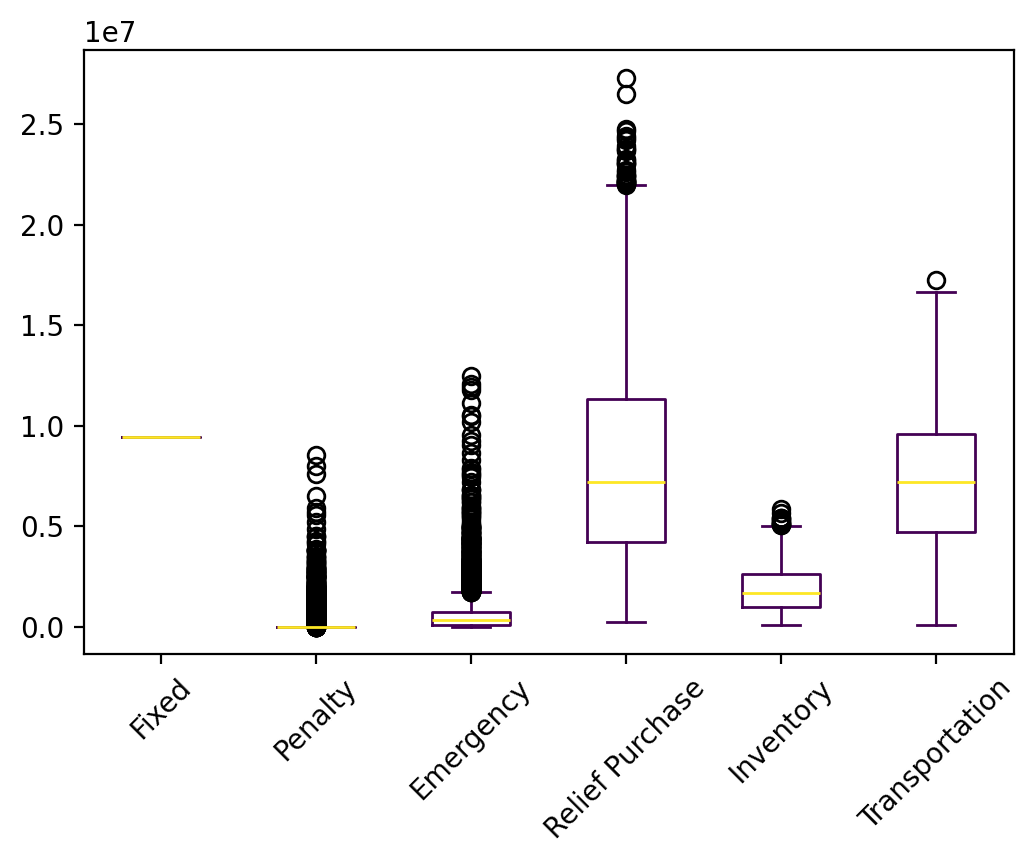 1e7
2.5
2.0
1.5
1.0
0.5
0.0
Fixed
Penalty
Emergency
Relief Purchase
Inventory
Transportation